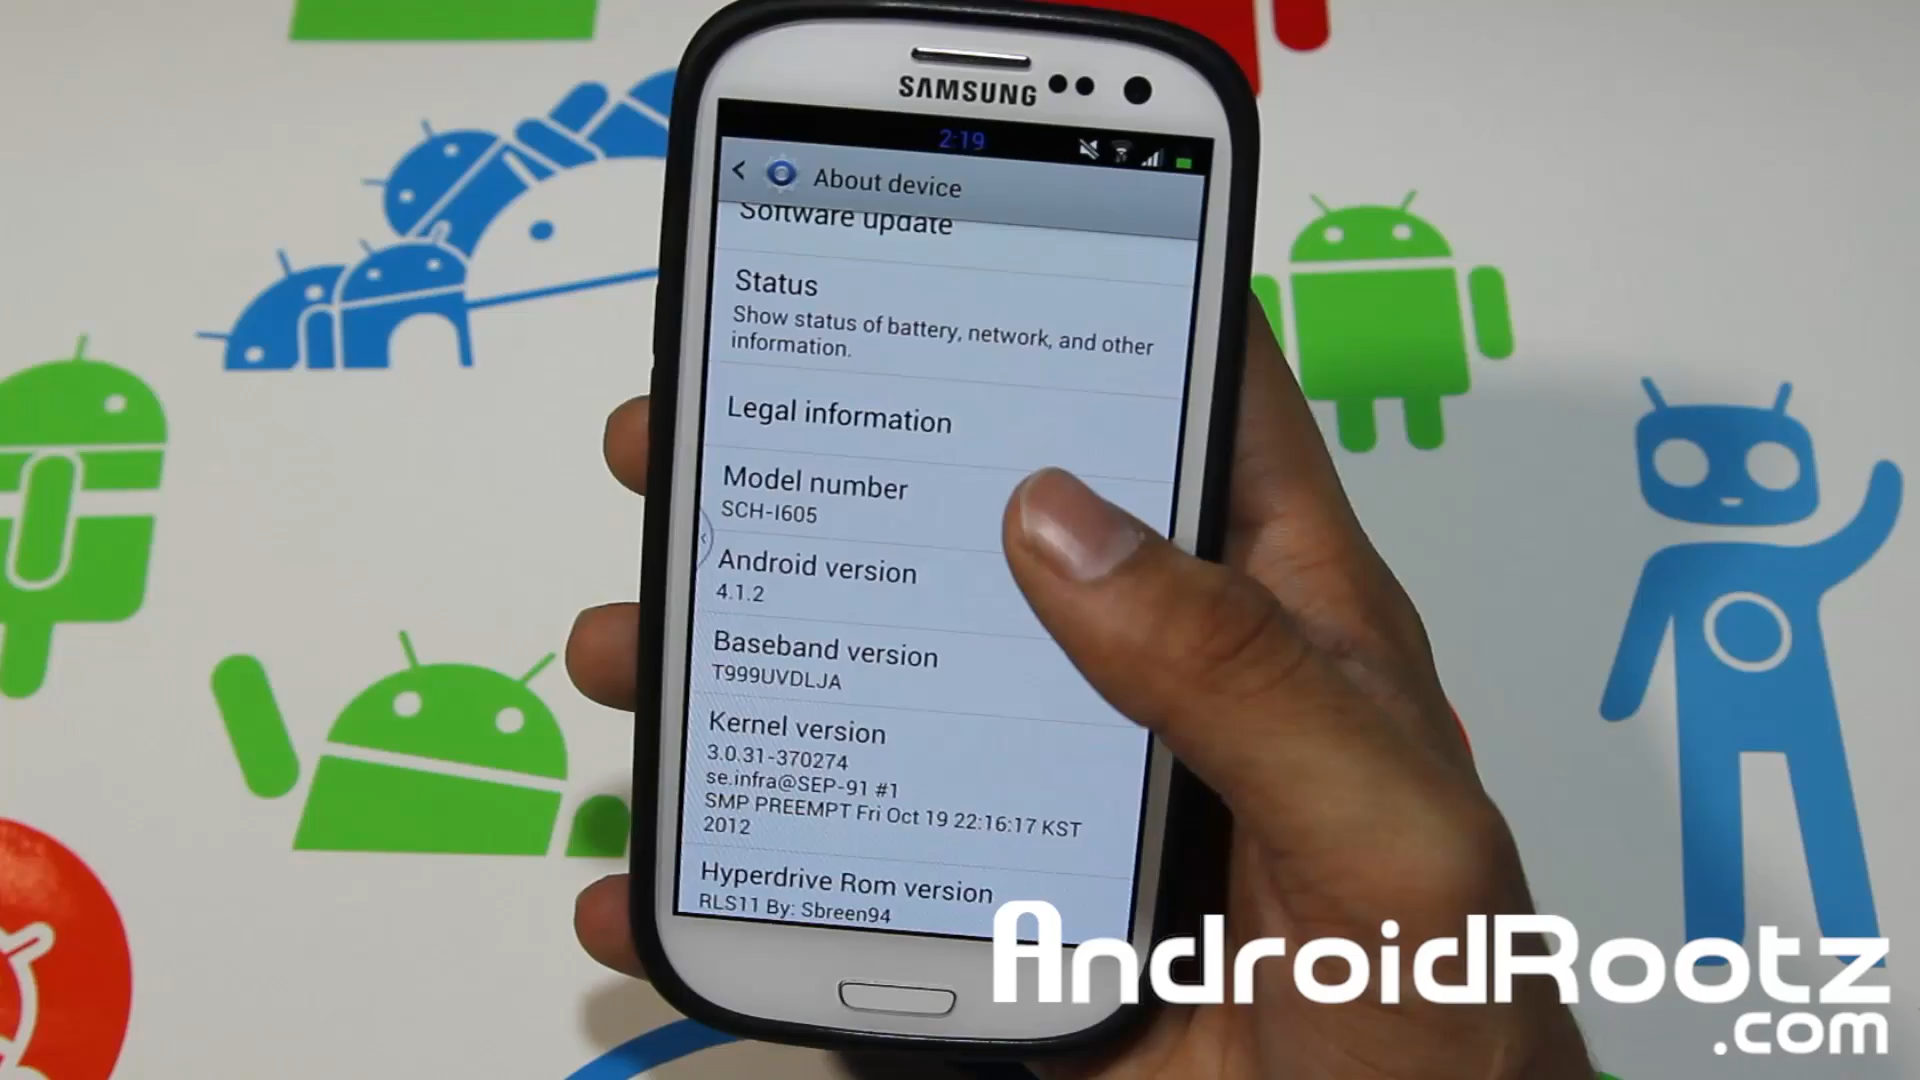 SAMSUNG
2:19
About device
Software update
Status
Show status of battery, network, and other
information.
Legal information
Model number
SCH-I605
Android version
4.1.2
Baseband version
T999UVDLJA
Kernel version
3.0.31-370274
se.infra@SEP-91 #1
SMP PREEMPT Fri Oct 19 22:16:17 KST
2012
Hyperdrive Rom version
RLS11 By: Sbreen94
AndroidRootz
.com